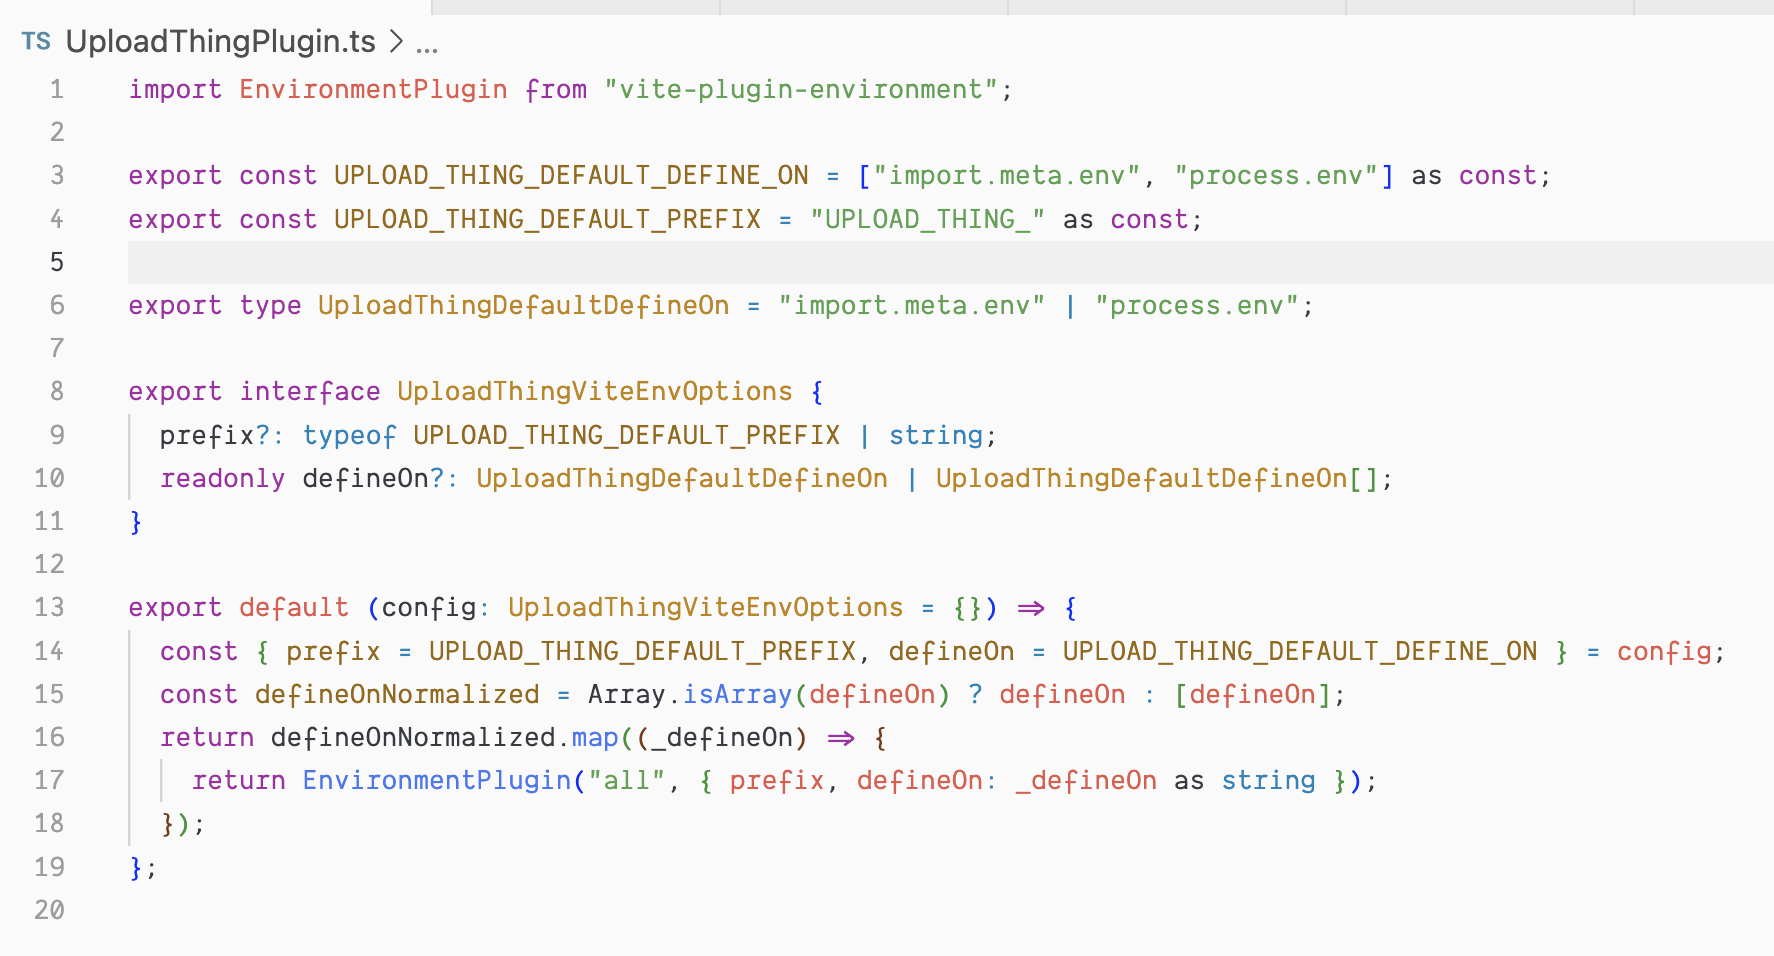 TS UploadThingPlugin.ts > ...
1 import EnvironmentPlugin from "vite-plugin-environment";
2
3 export const UPLOAD_THING_DEFAULT_DEFINE_ON = ["import.meta.env", "process.env"] as const;
4 export const UPLOAD_THING_DEFAULT_PREFIX = "UPLOAD_THING_" as const;
5
6 export type UploadThingDefaultDefineOn = "import.meta.env" | "process.env";
7
8 export interface UploadThingViteEnvOptions {
9   prefix?: typeof UPLOAD_THING_DEFAULT_PREFIX | string;
10   readonly defineOn?: UploadThingDefaultDefineOn | UploadThingDefaultDefineOn[];
11 }
12
13 export default (config: UploadThingViteEnvOptions = {}) => {
14   const { prefix = UPLOAD_THING_DEFAULT_PREFIX, defineOn = UPLOAD_THING_DEFAULT_DEFINE_ON } = config;
15   const defineOnNormalized = Array.isArray(defineOn) ? defineOn : [defineOn];
16   return defineOnNormalized.map((_defineOn) => {
17     return EnvironmentPlugin("all", { prefix, defineOn: _defineOn as string });
18   });
19 };
20